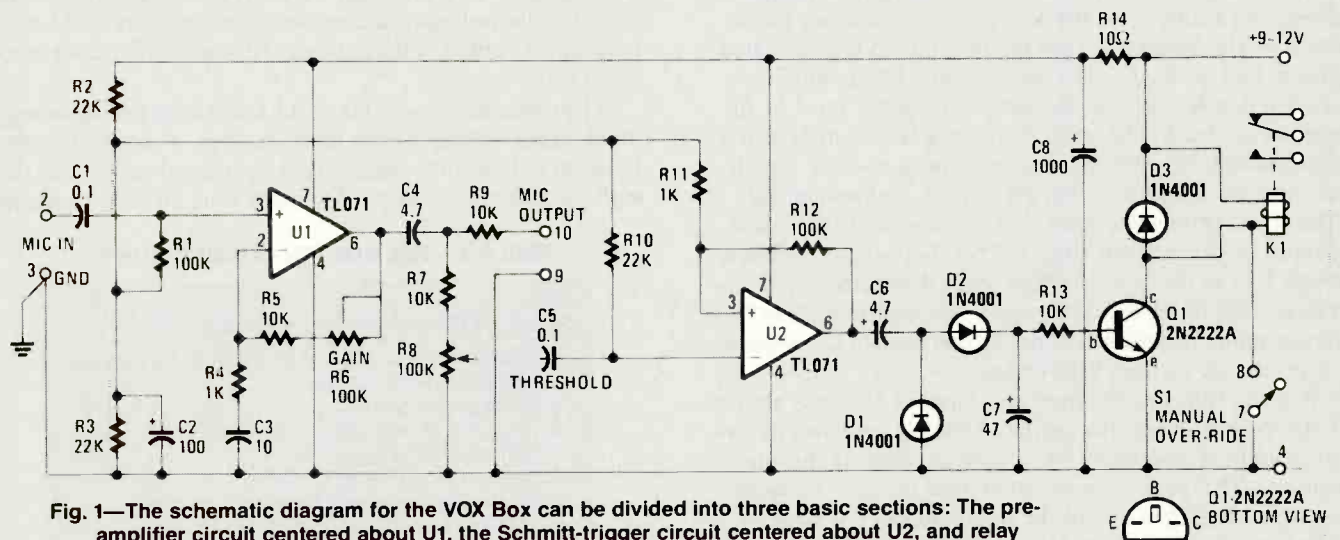 R14
10Ω
+9-12V
R2
22K
C1
0.1
2
MIC IN
3
GND
R1
100K
3
+
2
−
7
TL071
U1
6
4
C4
4.7
R9
10K
MIC
OUTPUT
10
9
R11
1K
R10
22K
R12
100K
C8
1000
+
D3
1N4001
K1
R5
10K
GAIN
R6
100K
R7
10K
R8
100K
C5
0.1
THRESHOLD
3
+
−
7
U2
6
4
TL071
C6
4.7
+
D2
1N4001
R13
10K
b
c
e
Q1
2N2222A
R4
1K
C3
10
R3
22K
+
C2
100
D1
1N4001
+
C7
47
8
7
S1
MANUAL
OVER-RIDE
4
Fig. 1—The schematic diagram for the VOX Box can be divided into three basic sections: The pre-
amplifier circuit centered about U1, the Schmitt-trigger circuit centered about U2, and relay
B
E
C
Q1-2N2222A
BOTTOM VIEW